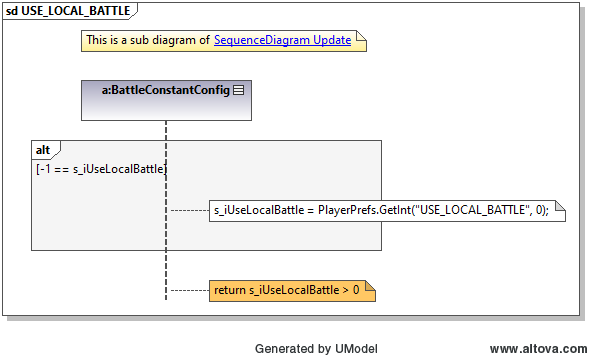 sd USE_LOCAL_BATTLE
This is a sub diagram of SequenceDiagram Update
a:BattleConstantConfig
alt
[-1 == s_iUseLocalBattle]
s_iUseLocalBattle = PlayerPrefs.GetInt("USE_LOCAL_BATTLE", 0);
return s_iUseLocalBattle > 0
Generated by UModel
www.altova.com